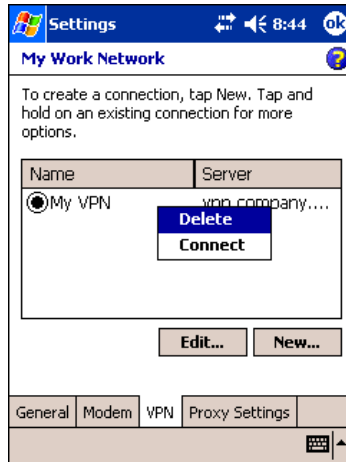 Settings 8:44 ok
My Work Network ?
To create a connection, tap New. Tap and
hold on an existing connection for more
options.
Name Server
My VPN vpn.company....
Delete
Connect
Edit... New...
General Modem VPN Proxy Settings